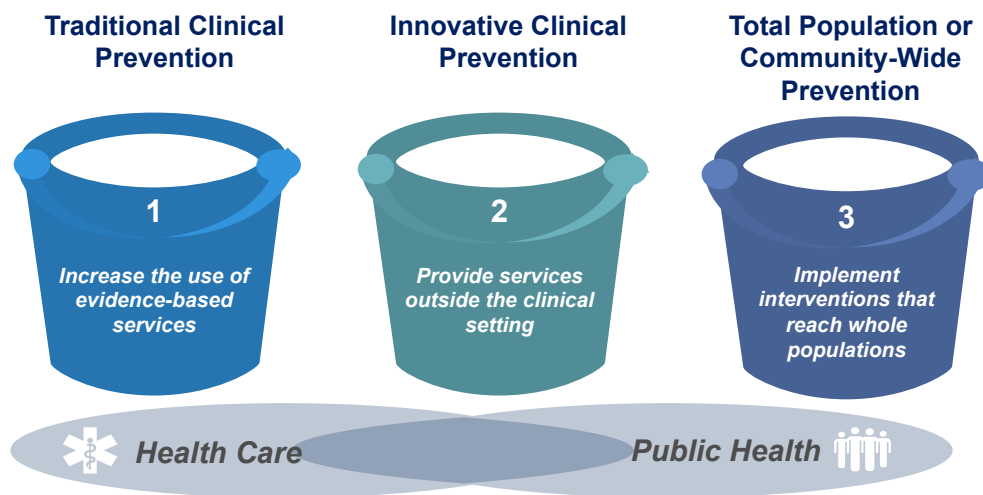 Traditional Clinical
Prevention
Innovative Clinical
Prevention
Total Population or
Community-Wide
Prevention
1
Increase the use of
evidence-based
services
2
Provide services
outside the clinical
setting
3
Implement
interventions that
reach whole
populations
Health Care
Public Health